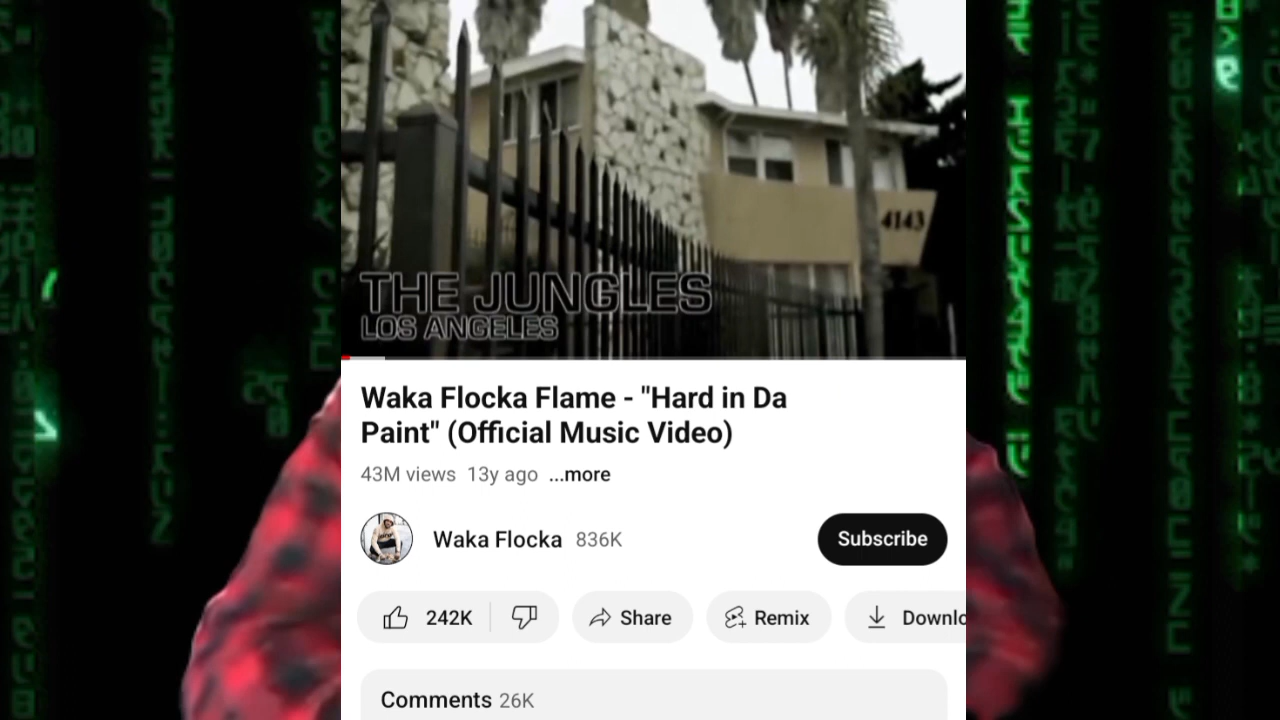 4143
THE JUNGLES
LOS ANGELES
Waka Flocka Flame - "Hard in Da
Paint" (Official Music Video)
43M views 13y ago ...more
Waka Flocka 836K
Subscribe
242K
Share
Remix
Downlo
Comments 26K